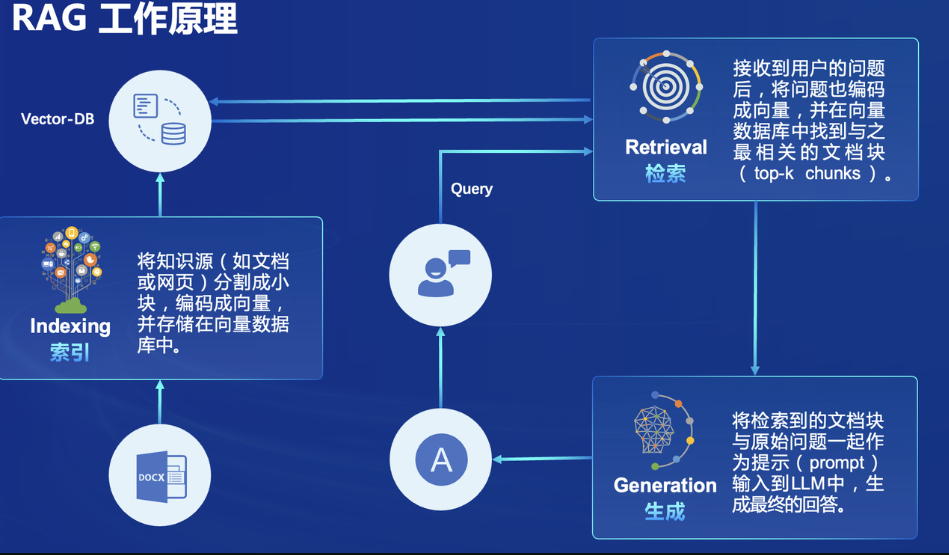 RAG 工作原理
Vector-DB
接收到用户的问题
后，将问题也编码
成向量，并在向量
数据库中找到与之
最相关的文档块
（top-k chunks）。
Retrieval
检索
Query
将知识源（如文档
或网页）分割成小
块，编码成向量，
并存储在向量数据
库中。
Indexing
索引
DOCX
A
将检索到的文档块
与原始问题一起作
为提示（prompt）
输入到LLM中，生
成最终的回答。
Generation
生成